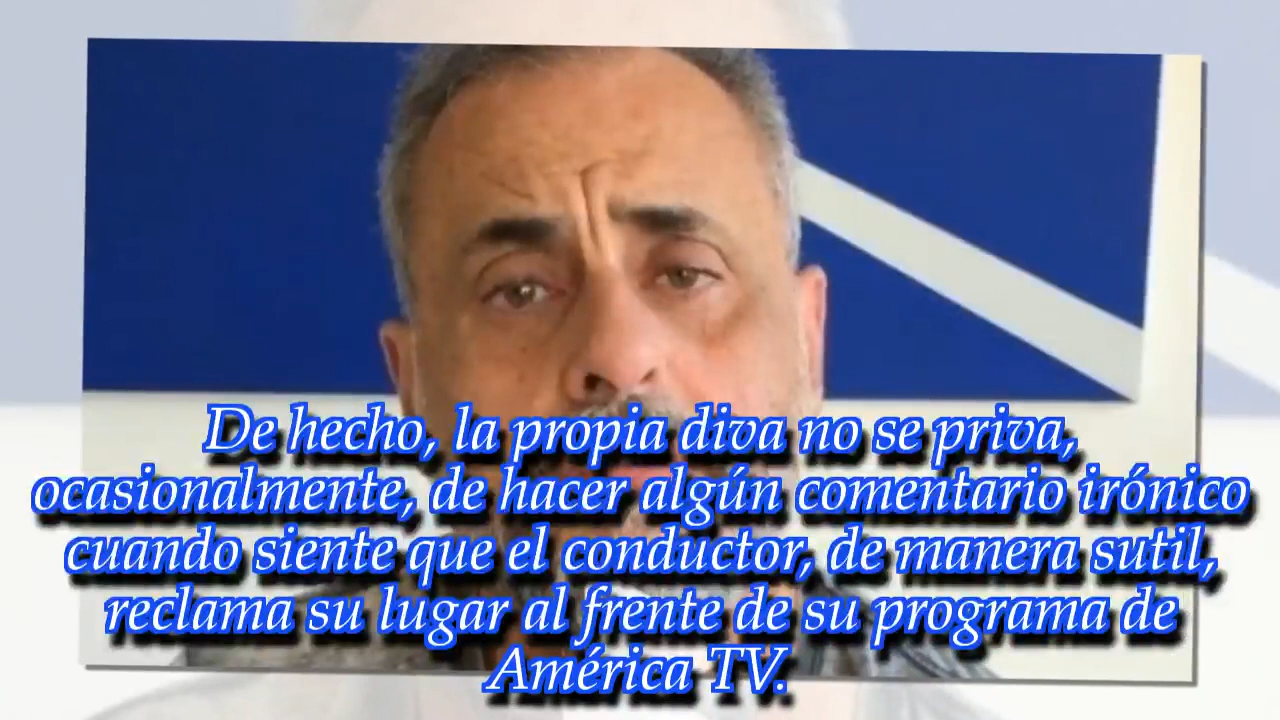 De hecho, la propia diva no se priva,
ocasionalmente, de hacer algún comentario irónico
cuando siente que el conductor, de manera sutil,
reclama su lugar al frente de su programa de
América TV.